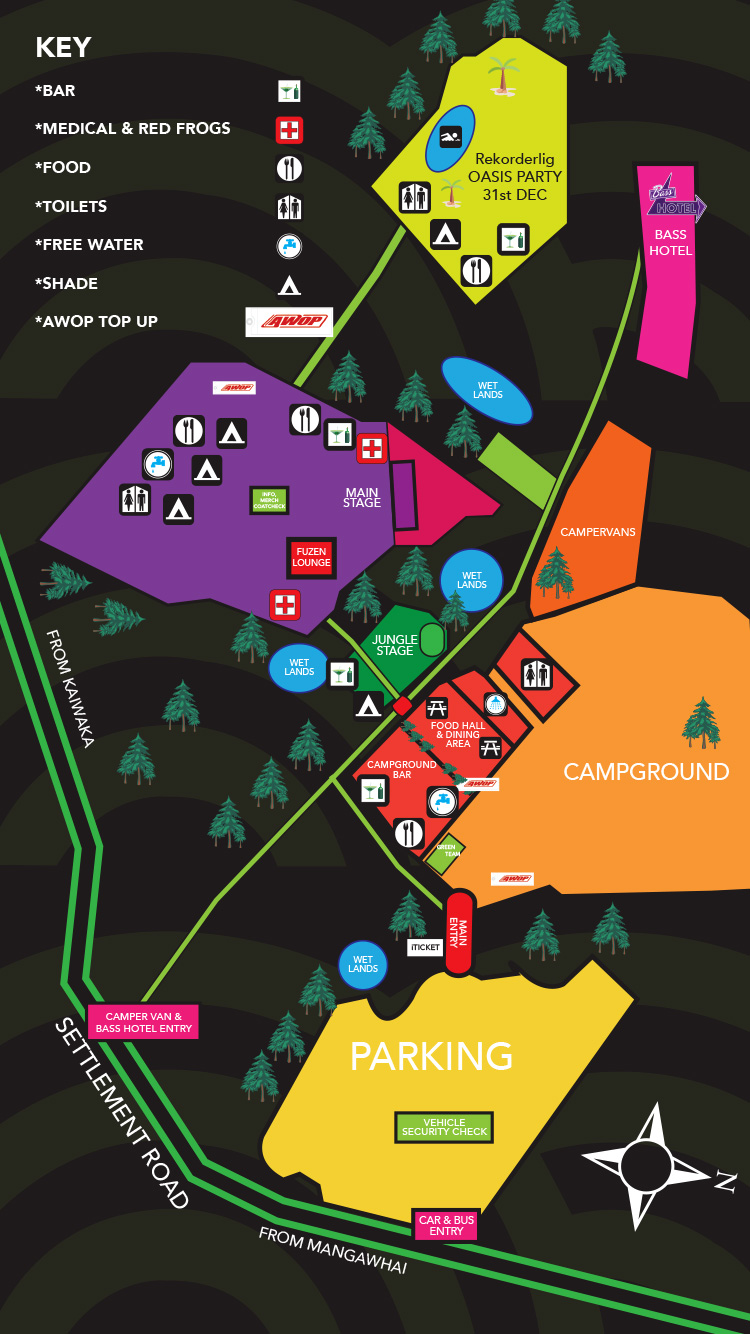 KEY
*BAR
*MEDICAL & RED FROGS
*FOOD
*TOILETS
*FREE WATER
*SHADE
*AWOP TOP UP
AWOP
Rekorderlig
OASIS PARTY
31st DEC
Bass
HOTEL
BASS
HOTEL
AWOP
WET
LANDS
MAIN
STAGE
INFO,
MERCH
COATCHECK
FUZEN
LOUNGE
CAMPERVANS
WET
LANDS
JUNGLE
STAGE
WET
LANDS
FROM KAIWAKA
FOOD HALL
& DINING
AREA
CAMPGROUND
BAR
AWOP
CAMPGROUND
GREEN
TEAM
AWOP
MAIN
ENTRY
iTICKET
WET
LANDS
CAMPER VAN &
BASS HOTEL ENTRY
SETTLEMENT ROAD
PARKING
VEHICLE
SECURITY CHECK
N
CAR & BUS
ENTRY
FROM MANGAWHAI